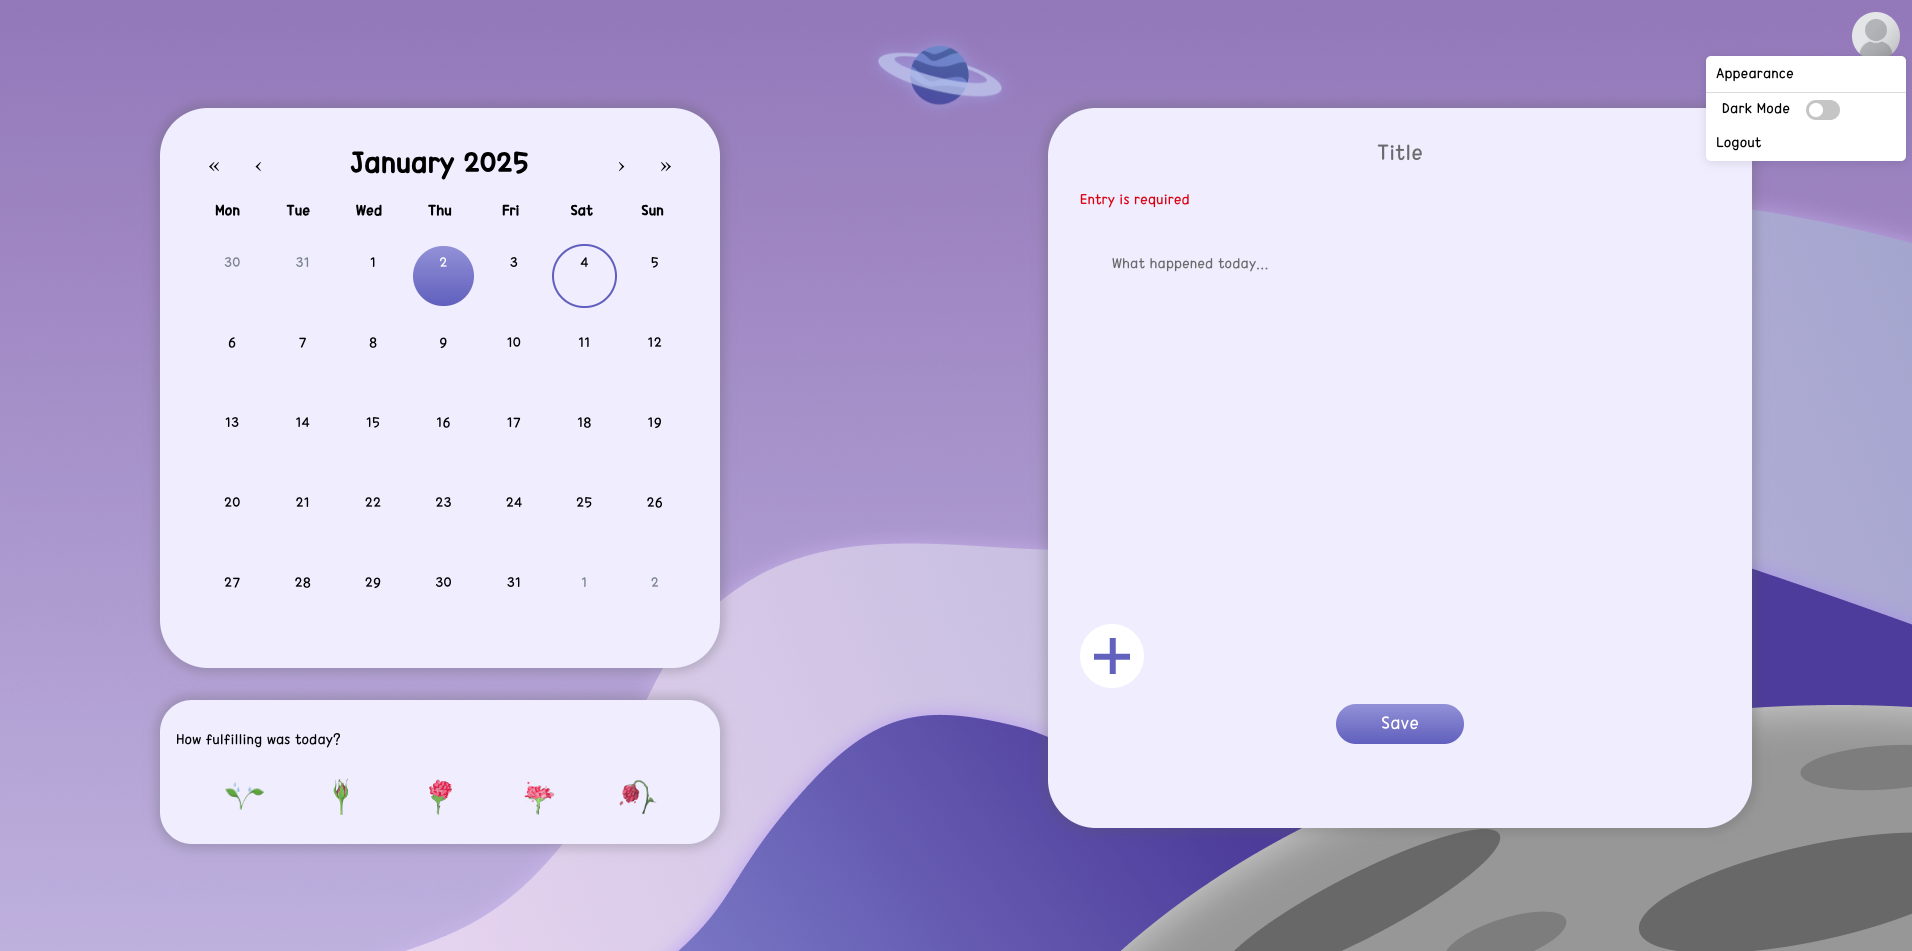 Appearance
Dark Mode
Logout
« ‹ January 2025 › »
Mon Tue Wed Thu Fri Sat Sun
30 31 1 2 3 4 5
6 7 8 9 10 11 12
13 14 15 16 17 18 19
20 21 22 23 24 25 26
27 28 29 30 31 1 2
How fulfilling was today?
Title
Entry is required
What happened today...
Save